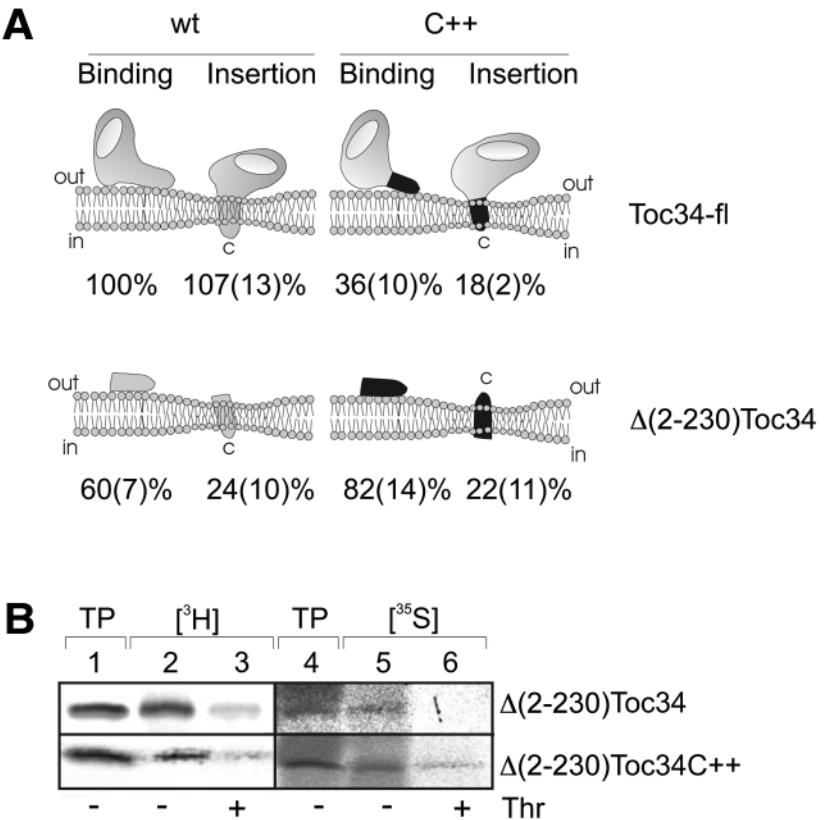 A
wt C++
Binding Insertion Binding Insertion
out out
in c c in
Toc34-fl
100% 107(13)% 36(10)% 18(2)%
out c out
in c in
Δ(2-230)Toc34
60(7)% 24(10)% 82(14)% 22(11)%
B
TP [³H] TP [³⁵S]
1 2 3 4 5 6
Δ(2-230)Toc34
Δ(2-230)Toc34C++
- - + - - + Thr